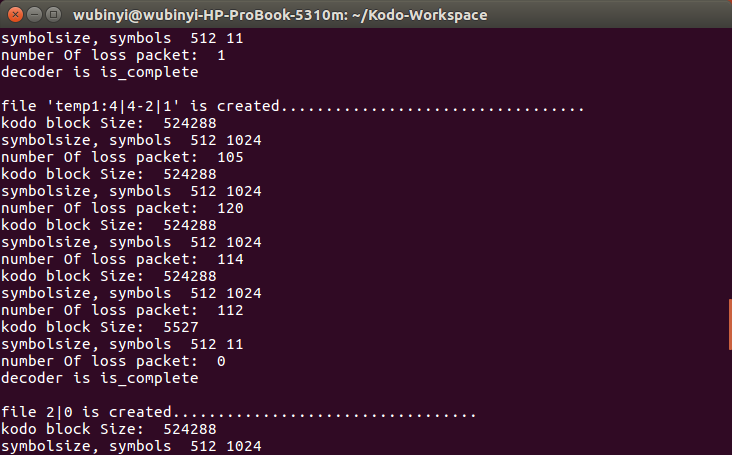 wubinyi@wubinyi-HP-ProBook-5310m: ~/Kodo-Workspace
symbolsize, symbols  512 11
number Of loss packet:  1
decoder is is_complete
file 'temp1:4|4-2|1' is created..................................
kodo block Size:  524288
symbolsize, symbols  512 1024
number Of loss packet:  105
kodo block Size:  524288
symbolsize, symbols  512 1024
number Of loss packet:  120
kodo block Size:  524288
symbolsize, symbols  512 1024
number Of loss packet:  114
kodo block Size:  524288
symbolsize, symbols  512 1024
number Of loss packet:  112
kodo block Size:  5527
symbolsize, symbols  512 11
number Of loss packet:  0
decoder is is_complete
file 2|0 is created..................................
kodo block Size:  524288
symbolsize, symbols  512 1024